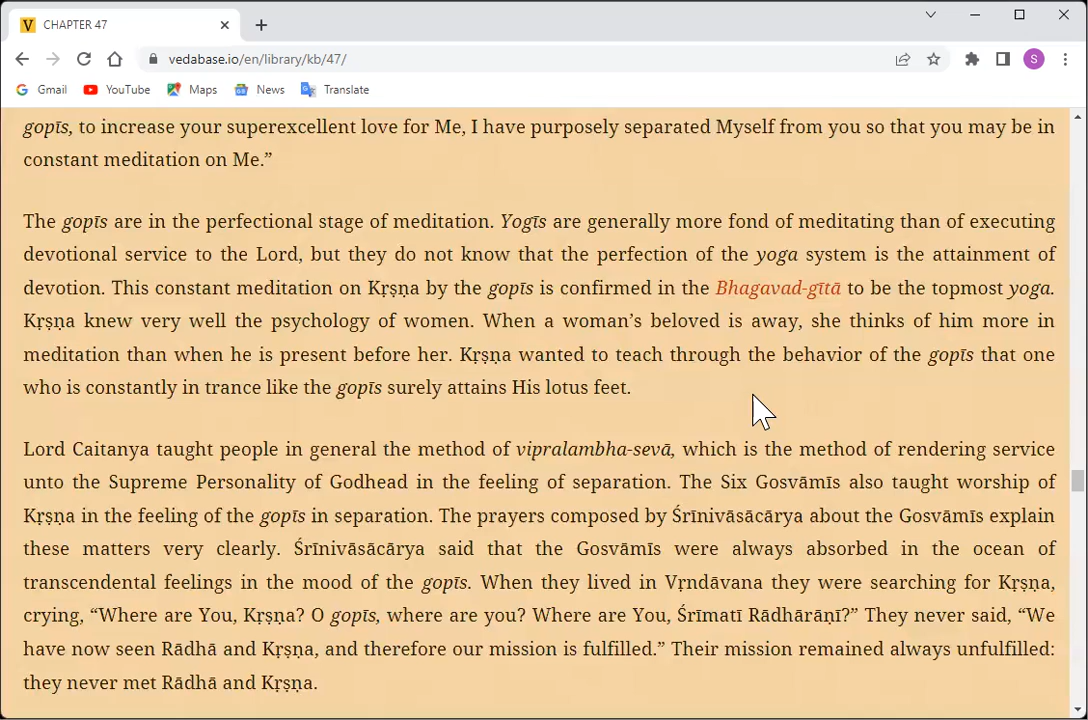 CHAPTER 47
vedabase.io/en/library/kb/47/
S
Gmail YouTube Maps News Translate
gopīs, to increase your superexcellent love for Me, I have purposely separated Myself from you so that you may be in
constant meditation on Me.”
The gopīs are in the perfectional stage of meditation. Yogīs are generally more fond of meditating than of executing
devotional service to the Lord, but they do not know that the perfection of the yoga system is the attainment of
devotion. This constant meditation on Kṛṣṇa by the gopīs is confirmed in the Bhagavad-gītā to be the topmost yoga.
Kṛṣṇa knew very well the psychology of women. When a woman’s beloved is away, she thinks of him more in
meditation than when he is present before her. Kṛṣṇa wanted to teach through the behavior of the gopīs that one
who is constantly in trance like the gopīs surely attains His lotus feet.
Lord Caitanya taught people in general the method of vipralambha-sevā, which is the method of rendering service
unto the Supreme Personality of Godhead in the feeling of separation. The Six Gosvāmīs also taught worship of
Kṛṣṇa in the feeling of the gopīs in separation. The prayers composed by Śrīnivāsācārya about the Gosvāmīs explain
these matters very clearly. Śrīnivāsācārya said that the Gosvāmīs were always absorbed in the ocean of
transcendental feelings in the mood of the gopīs. When they lived in Vṛndāvana they were searching for Kṛṣṇa,
crying, “Where are You, Kṛṣṇa? O gopīs, where are you? Where are You, Śrīmatī Rādhārāṇī?” They never said, “We
have now seen Rādhā and Kṛṣṇa, and therefore our mission is fulfilled.” Their mission remained always unfulfilled:
they never met Rādhā and Kṛṣṇa.